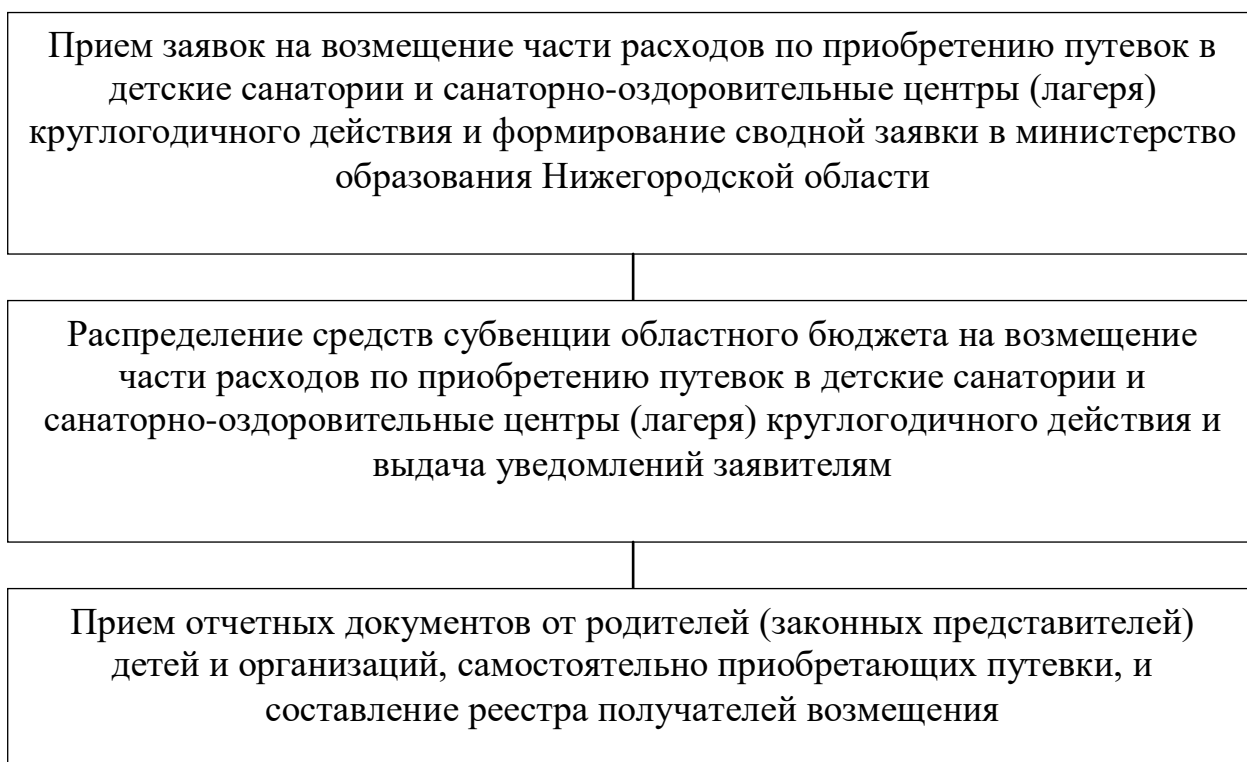 Прием заявок на возмещение части расходов по приобретению путевок в
детские санатории и санаторно-оздоровительные центры (лагеря)
круглогодичного действия и формирование сводной заявки в министерство
образования Нижегородской области
Распределение средств субвенции областного бюджета на возмещение
части расходов по приобретению путевок в детские санатории и
санаторно-оздоровительные центры (лагеря) круглогодичного действия и
выдача уведомлений заявителям
Прием отчетных документов от родителей (законных представителей)
детей и организаций, самостоятельно приобретающих путевки, и
составление реестра получателей возмещения